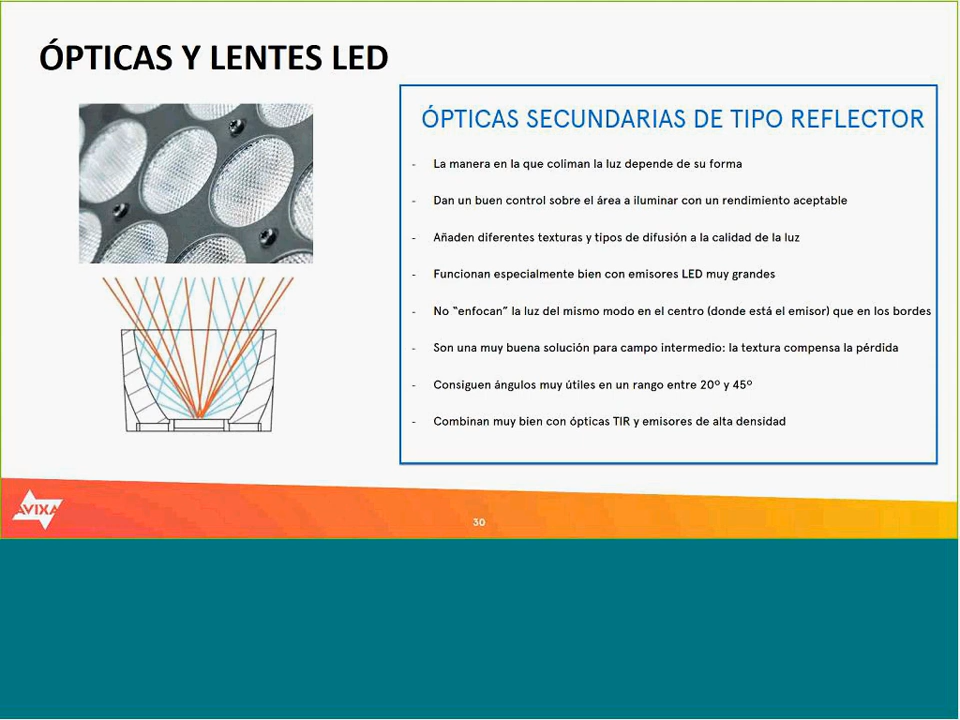 ÓPTICAS Y LENTES LED
ÓPTICAS SECUNDARIAS DE TIPO REFLECTOR
- La manera en la que coliman la luz depende de su forma
- Dan un buen control sobre el área a iluminar con un rendimiento aceptable
- Añaden diferentes texturas y tipos de difusión a la calidad de la luz
- Funcionan especialmente bien con emisores LED muy grandes
- No “enfocan” la luz del mismo modo en el centro (donde está el emisor) que en los bordes
- Son una muy buena solución para campo intermedio: la textura compensa la pérdida
- Consiguen ángulos muy útiles en un rango entre 20º y 45º
- Combinan muy bien con ópticas TIR y emisores de alta densidad
AVIXA
30